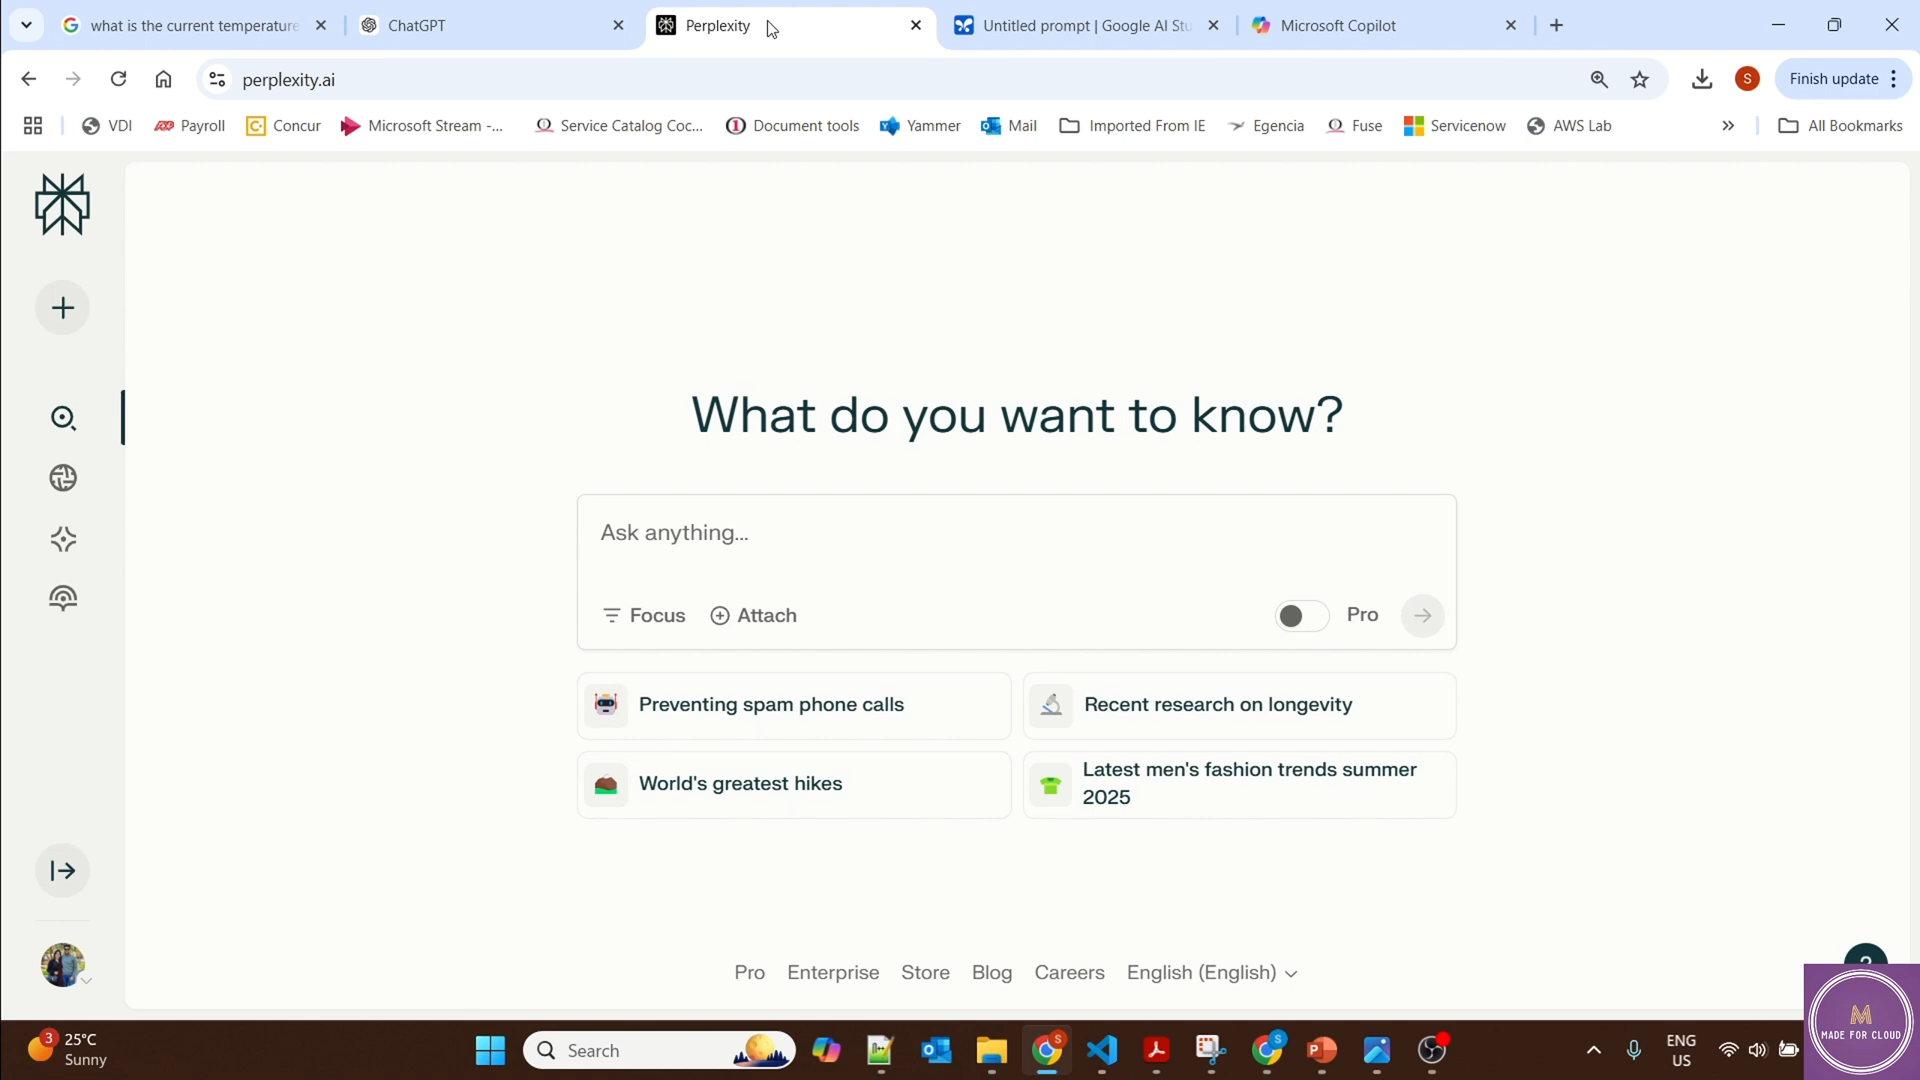 what is the current temperature
ChatGPT
Perplexity
Untitled prompt | Google AI Stu
Microsoft Copilot
perplexity.ai
S
Finish update
VDI
Payroll
Concur
Microsoft Stream -...
Service Catalog Coc...
Document tools
Yammer
Mail
Imported From IE
Egencia
Fuse
Servicenow
AWS Lab
All Bookmarks
What do you want to know?
Ask anything...
Focus
Attach
Pro
Preventing spam phone calls
Recent research on longevity
World's greatest hikes
Latest men's fashion trends summer
2025
Pro
Enterprise
Store
Blog
Careers
English (English)
M
MADE FOR CLOUD
3
25°C
Sunny
Search
ENG
US